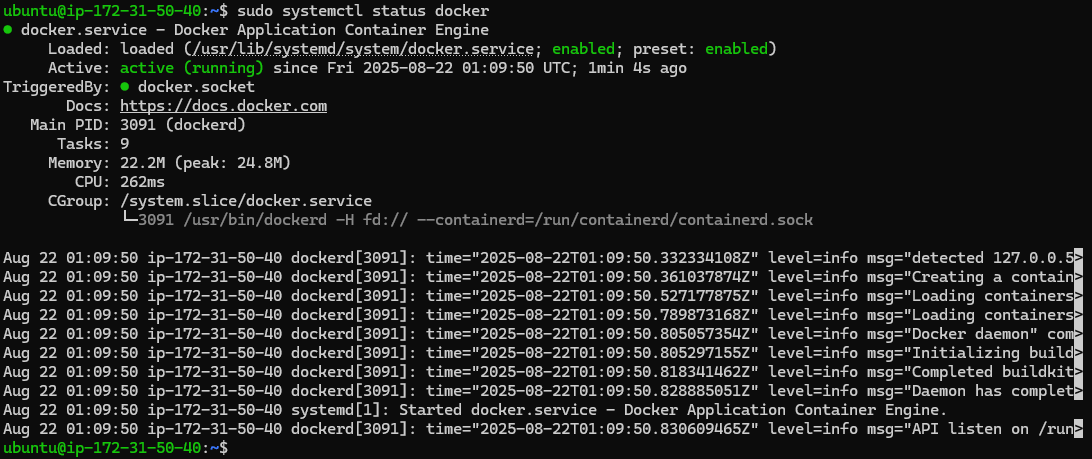 ubuntu@ip-172-31-50-40:~$ sudo systemctl status docker
● docker.service - Docker Application Container Engine
     Loaded: loaded (/usr/lib/systemd/system/docker.service; enabled; preset: enabled)
     Active: active (running) since Fri 2025-08-22 01:09:50 UTC; 1min 4s ago
TriggeredBy: ● docker.socket
       Docs: https://docs.docker.com
   Main PID: 3091 (dockerd)
      Tasks: 9
     Memory: 22.2M (peak: 24.8M)
        CPU: 262ms
     CGroup: /system.slice/docker.service
             └─3091 /usr/bin/dockerd -H fd:// --containerd=/run/containerd/containerd.sock

Aug 22 01:09:50 ip-172-31-50-40 dockerd[3091]: time="2025-08-22T01:09:50.332334108Z" level=info msg="detected 127.0.0.5>
Aug 22 01:09:50 ip-172-31-50-40 dockerd[3091]: time="2025-08-22T01:09:50.361037874Z" level=info msg="Creating a contain>
Aug 22 01:09:50 ip-172-31-50-40 dockerd[3091]: time="2025-08-22T01:09:50.527177875Z" level=info msg="Loading containers>
Aug 22 01:09:50 ip-172-31-50-40 dockerd[3091]: time="2025-08-22T01:09:50.789873168Z" level=info msg="Loading containers>
Aug 22 01:09:50 ip-172-31-50-40 dockerd[3091]: time="2025-08-22T01:09:50.805057354Z" level=info msg="Docker daemon" com>
Aug 22 01:09:50 ip-172-31-50-40 dockerd[3091]: time="2025-08-22T01:09:50.805297155Z" level=info msg="Initializing build>
Aug 22 01:09:50 ip-172-31-50-40 dockerd[3091]: time="2025-08-22T01:09:50.818341462Z" level=info msg="Completed buildkit>
Aug 22 01:09:50 ip-172-31-50-40 dockerd[3091]: time="2025-08-22T01:09:50.828885051Z" level=info msg="Daemon has complet>
Aug 22 01:09:50 ip-172-31-50-40 systemd[1]: Started docker.service - Docker Application Container Engine.
Aug 22 01:09:50 ip-172-31-50-40 dockerd[3091]: time="2025-08-22T01:09:50.830609465Z" level=info msg="API listen on /run>
ubuntu@ip-172-31-50-40:~$